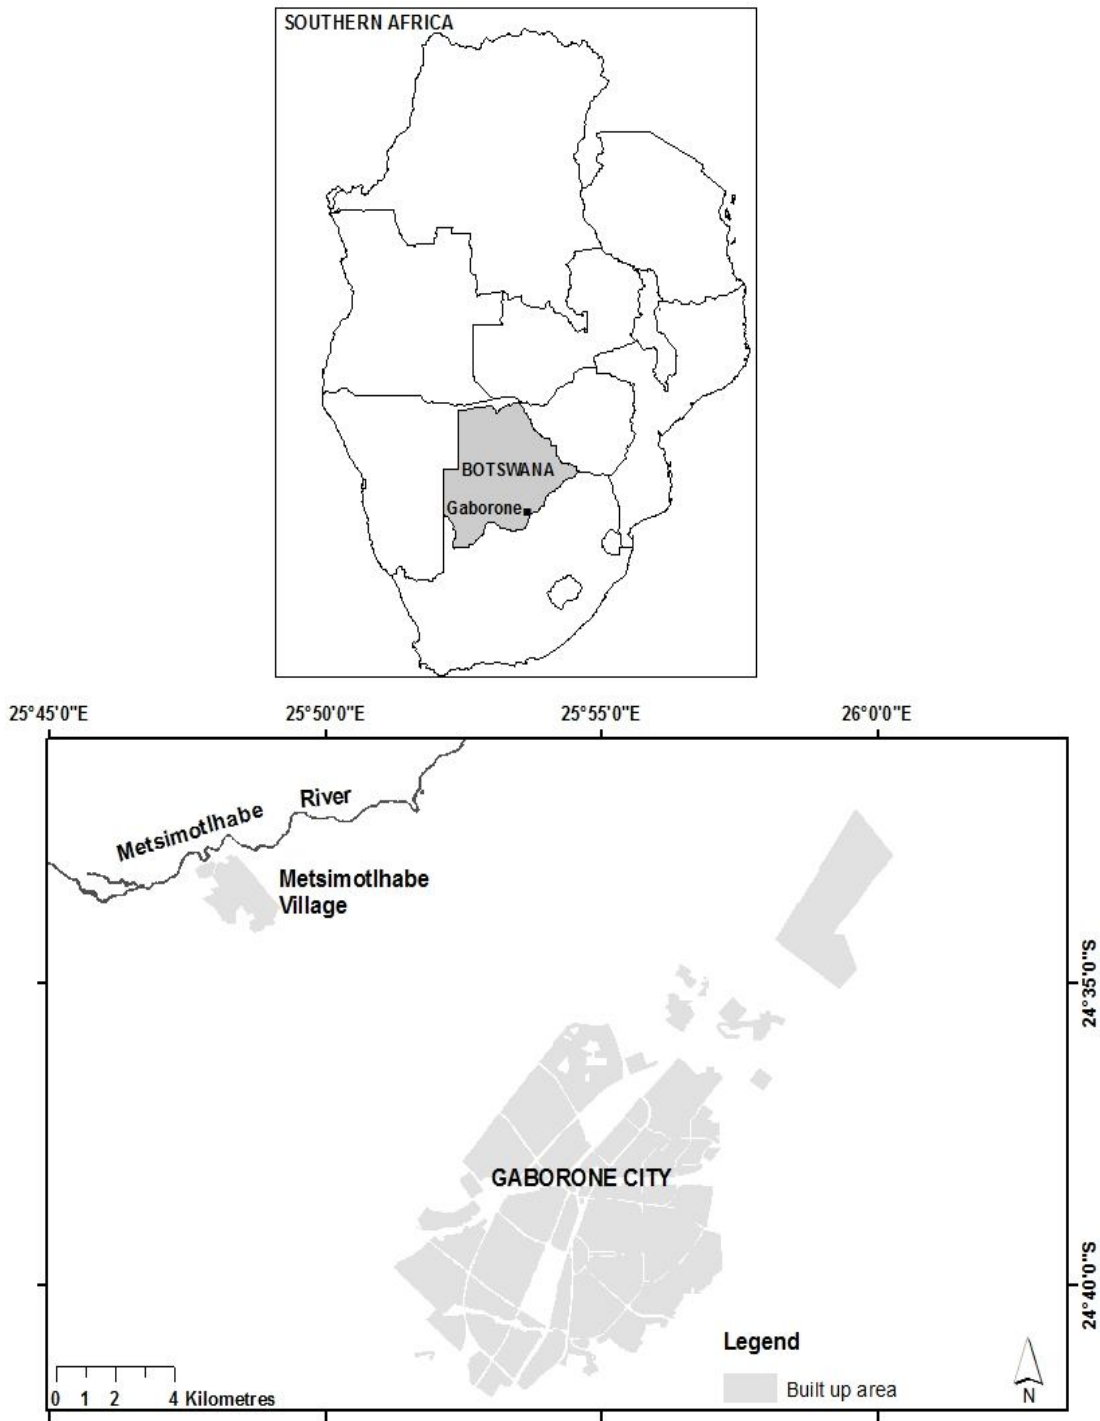 SOUTHERN AFRICA
BOTSWANA
Gaborone
25°45'0"E
25°50'0"E
25°55'0"E
26°0'0"E
Metsimotlhabe River
Metsimotlhabe
Village
24°35'0"S
GABORONE CITY
24°40'0"S
Legend
Built up area
0 1 2 4 Kilometres
N